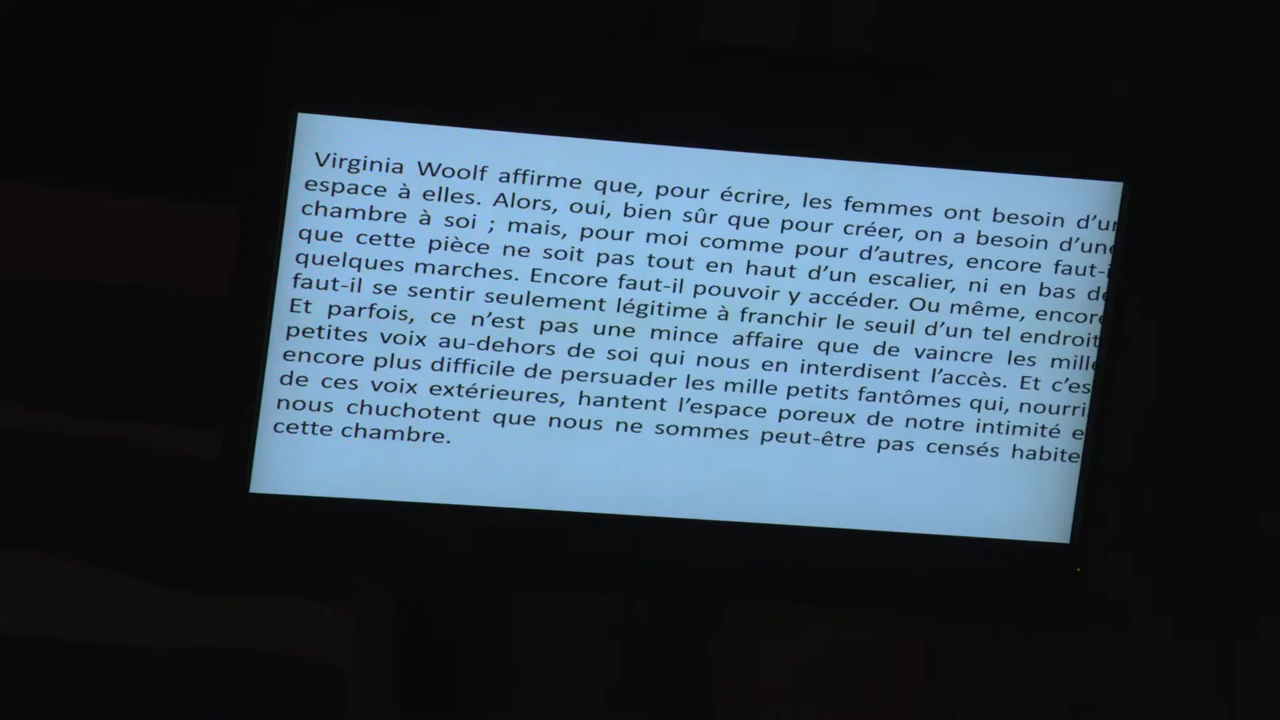 Virginia Woolf affirme que, pour écrire, les femmes ont besoin d’un
espace à elles. Alors, oui, bien sûr que pour créer, on a besoin d’une
chambre à soi ; mais, pour moi comme pour d’autres, encore faut-i
que cette pièce ne soit pas tout en haut d’un escalier, ni en bas de
quelques marches. Encore faut-il pouvoir y accéder. Ou même, encore
faut-il se sentir seulement légitime à franchir le seuil d’un tel endroit
Et parfois, ce n’est pas une mince affaire que de vaincre les mille
petites voix au-dehors de soi qui nous en interdisent l’accès. Et c’es
encore plus difficile de persuader les mille petits fantômes qui, nourri
de ces voix extérieures, hantent l’espace poreux de notre intimité e
nous chuchotent que nous ne sommes peut-être pas censés habite
cette chambre.